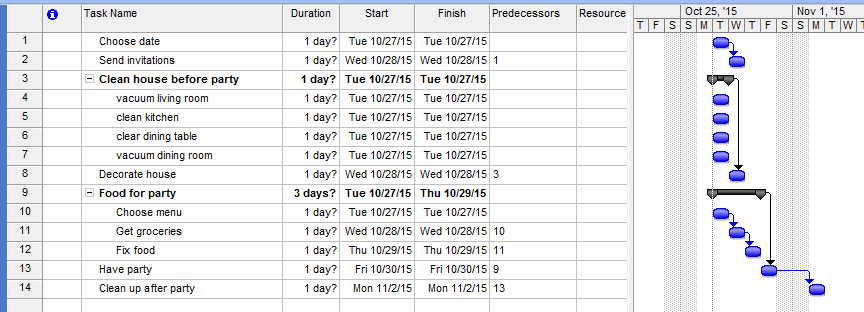 Task Name Duration Start Finish Predecessors Resource Oct 25, '15 Nov 1, '15
T F S S M T W T F S S M T W T
1 Choose date 1 day? Tue 10/27/15 Tue 10/27/15
2 Send invitations 1 day? Wed 10/28/15 Wed 10/28/15 1
3 Clean house before party 1 day? Tue 10/27/15 Tue 10/27/15
4 vacuum living room 1 day? Tue 10/27/15 Tue 10/27/15
5 clean kitchen 1 day? Tue 10/27/15 Tue 10/27/15
6 clear dining table 1 day? Tue 10/27/15 Tue 10/27/15
7 vacuum dining room 1 day? Tue 10/27/15 Tue 10/27/15
8 Decorate house 1 day? Wed 10/28/15 Wed 10/28/15 3
9 Food for party 3 days? Tue 10/27/15 Thu 10/29/15
10 Choose menu 1 day? Tue 10/27/15 Tue 10/27/15
11 Get groceries 1 day? Wed 10/28/15 Wed 10/28/15 10
12 Fix food 1 day? Thu 10/29/15 Thu 10/29/15 11
13 Have party 1 day? Fri 10/30/15 Fri 10/30/15 9
14 Clean up after party 1 day? Mon 11/2/15 Mon 11/2/15 13